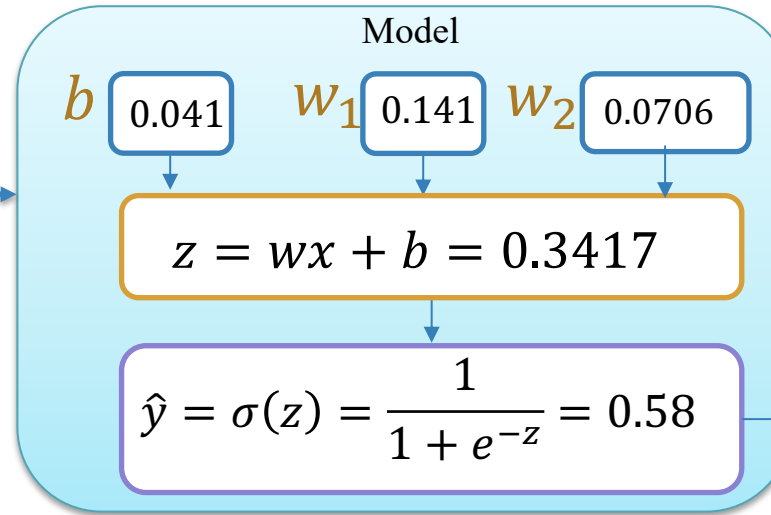 Model
b 0.041 w₁ 0.141 w₂ 0.0706
z = wx + b = 0.3417
ŷ = σ(z) = 1 / (1 + e⁻ᶻ) = 0.58